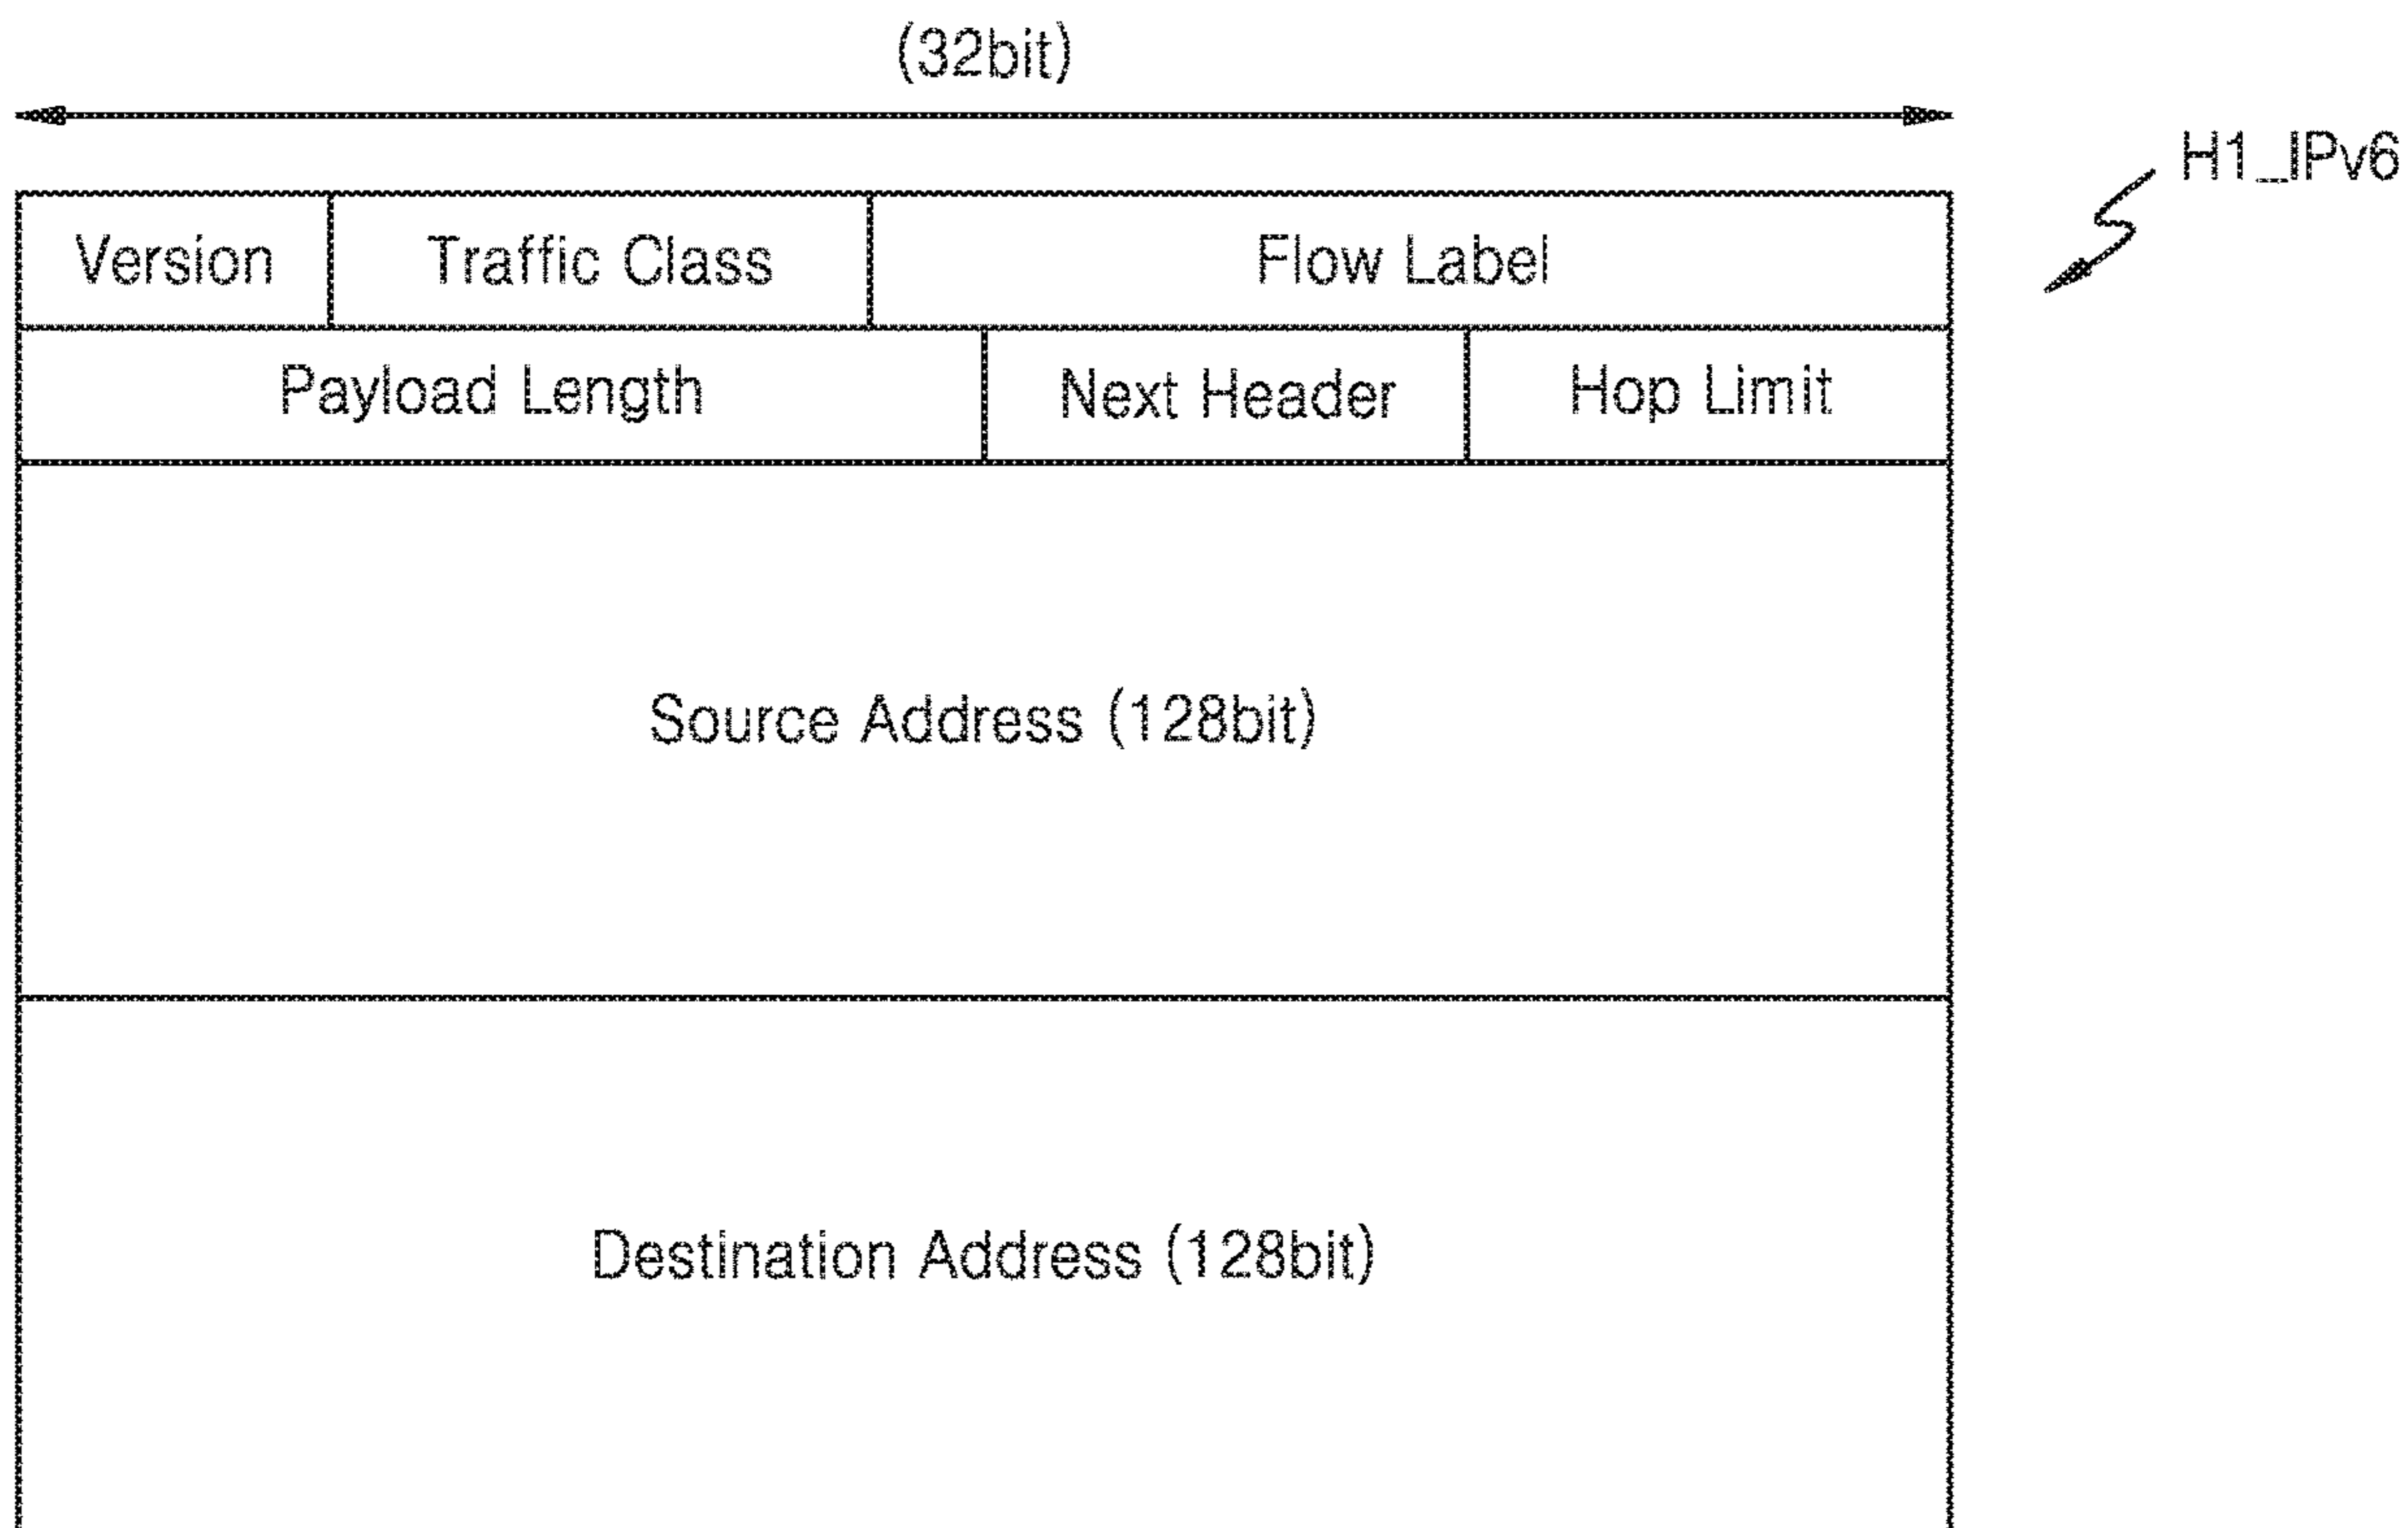 (32bit)
H1_IPv6
Version Traffic Class Flow Label
Payload Length Next Header Hop Limit
Source Address (128bit)
Destination Address (128bit)